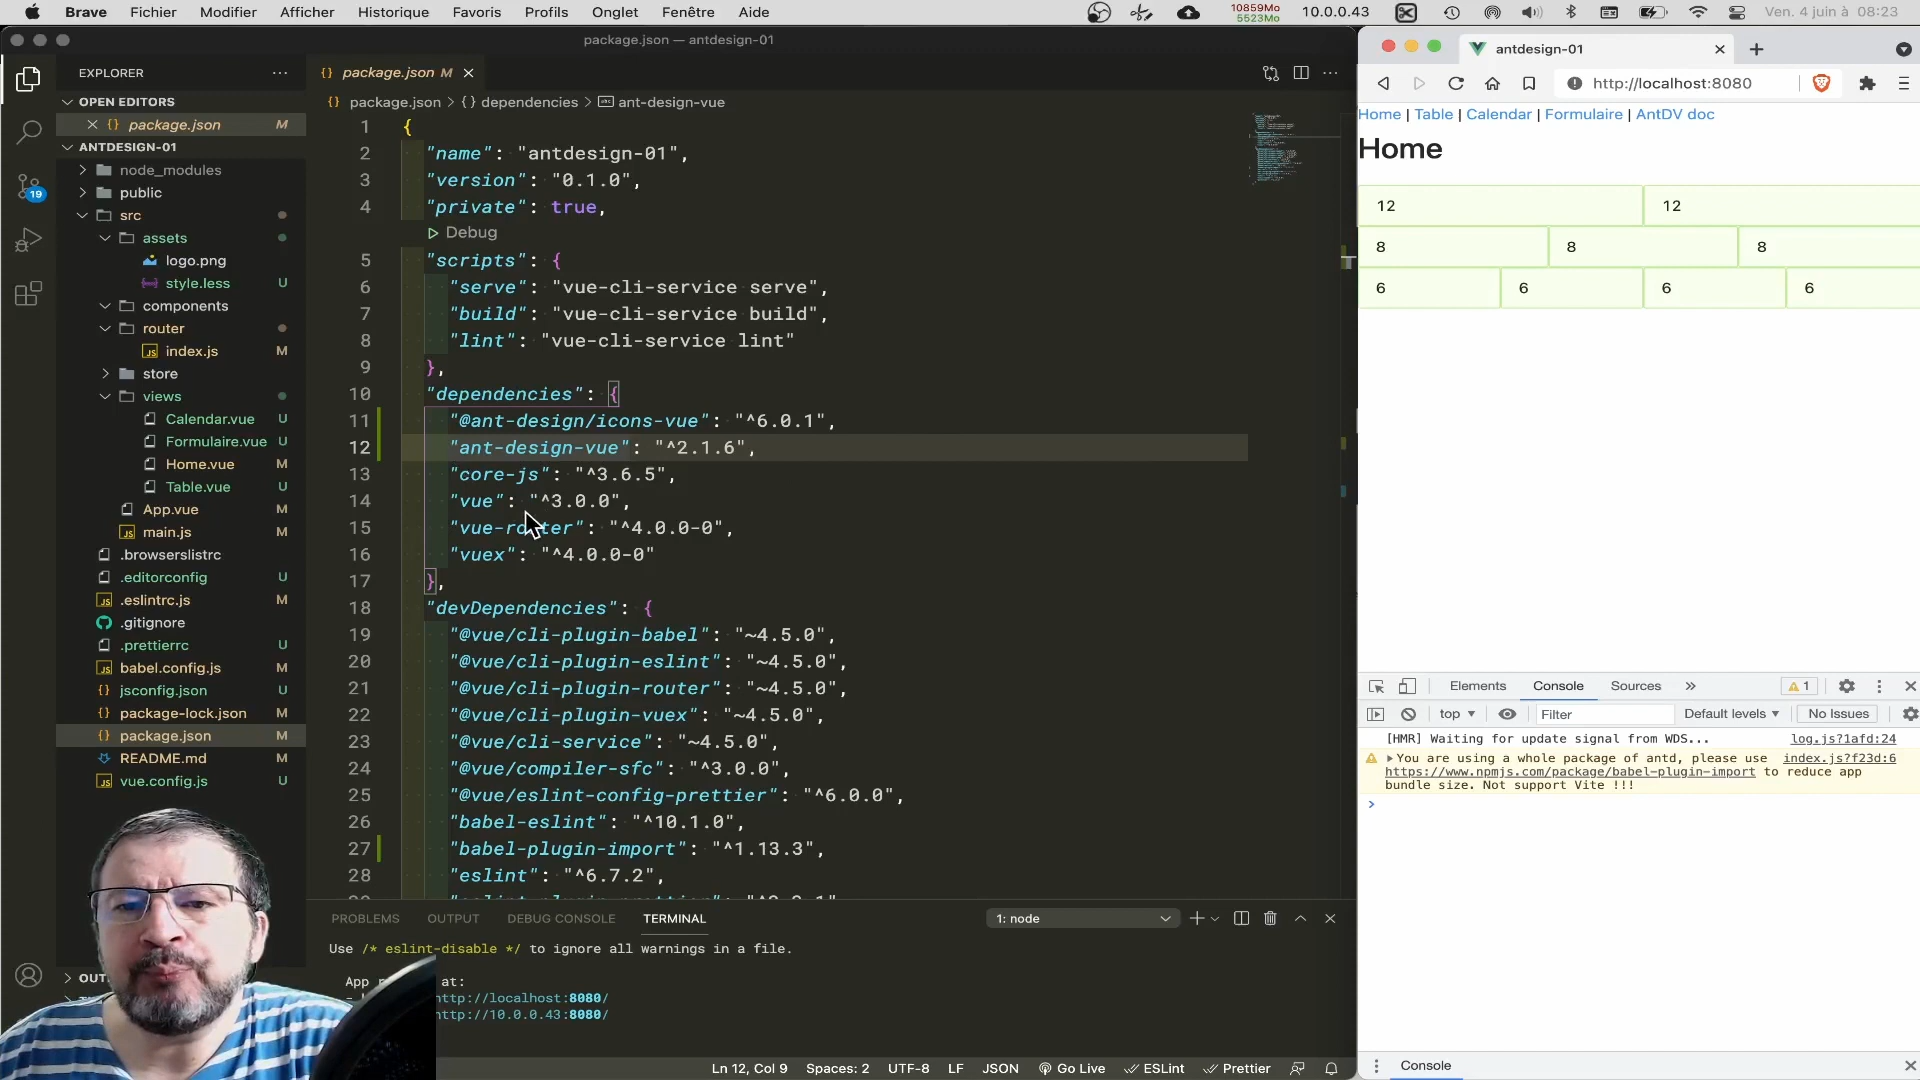 Brave Fichier Modifier Afficher Historique Favoris Profils Onglet Fenêtre Aide
10859Mo
5523Mo
10.0.0.43
Ven. 4 juin à 08:23
package.json — antdesign-01
EXPLORER
OPEN EDITORS
package.json M
ANTDESIGN-01
node_modules
public
19
src
assets
logo.png
style.less U
components
router
index.js M
store
views
Calendar.vue U
Formulaire.vue U
Home.vue M
Table.vue U
App.vue M
main.js M
.browserslistrc
.editorconfig U
.eslintrc.js M
.gitignore
.prettierrc U
babel.config.js M
jsconfig.json U
package-lock.json M
package.json M
README.md M
vue.config.js U
package.json M
package.json > {} dependencies > ant-design-vue
1 {
2 "name": "antdesign-01",
3 "version": "0.1.0",
4 "private": true,
Debug
5 "scripts": {
6 "serve": "vue-cli-service serve",
7 "build": "vue-cli-service build",
8 "lint": "vue-cli-service lint"
9 },
10 "dependencies": {
11 "@ant-design/icons-vue": "^6.0.1",
12 "ant-design-vue": "^2.1.6",
13 "core-js": "^3.6.5",
14 "vue": "^3.0.0",
15 "vue-router": "^4.0.0-0",
16 "vuex": "^4.0.0-0"
17 },
18 "devDependencies": {
19 "@vue/cli-plugin-babel": "~4.5.0",
20 "@vue/cli-plugin-eslint": "~4.5.0",
21 "@vue/cli-plugin-router": "~4.5.0",
22 "@vue/cli-plugin-vuex": "~4.5.0",
23 "@vue/cli-service": "~4.5.0",
24 "@vue/compiler-sfc": "^3.0.0",
25 "@vue/eslint-config-prettier": "^6.0.0",
26 "babel-eslint": "^10.1.0",
27 "babel-plugin-import": "^1.13.3",
28 "eslint": "^6.7.2",
PROBLEMS OUTPUT DEBUG CONSOLE TERMINAL 1: node
Use /* eslint-disable */ to ignore all warnings in a file.
App at:
http://localhost:8080/
http://10.0.0.43:8080/
Ln 12, Col 9 Spaces: 2 UTF-8 LF JSON Go Live ESLint Prettier
antdesign-01
http://localhost:8080
Home | Table | Calendar | Formulaire | AntDV doc
Home
12 12
8 8 8
6 6 6 6
Elements Console Sources 1
top Filter Default levels No Issues
[HMR] Waiting for update signal from WDS... log.js?1afd:24
You are using a whole package of antd, please use index.js?f23d:6
https://www.npmjs.com/package/babel-plugin-import to reduce app
bundle size. Not support Vite !!!
Console